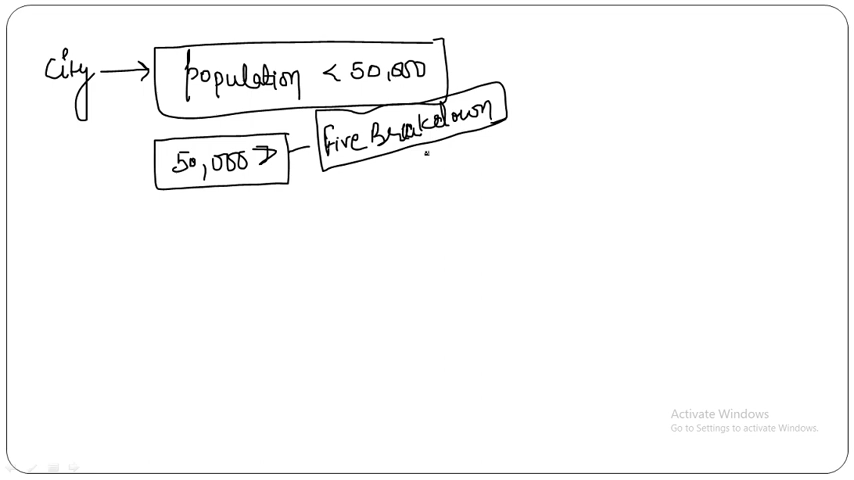 City → population < 50,000
50,000 > - Fire Breakdown
Activate Windows
Go to Settings to activate Windows.